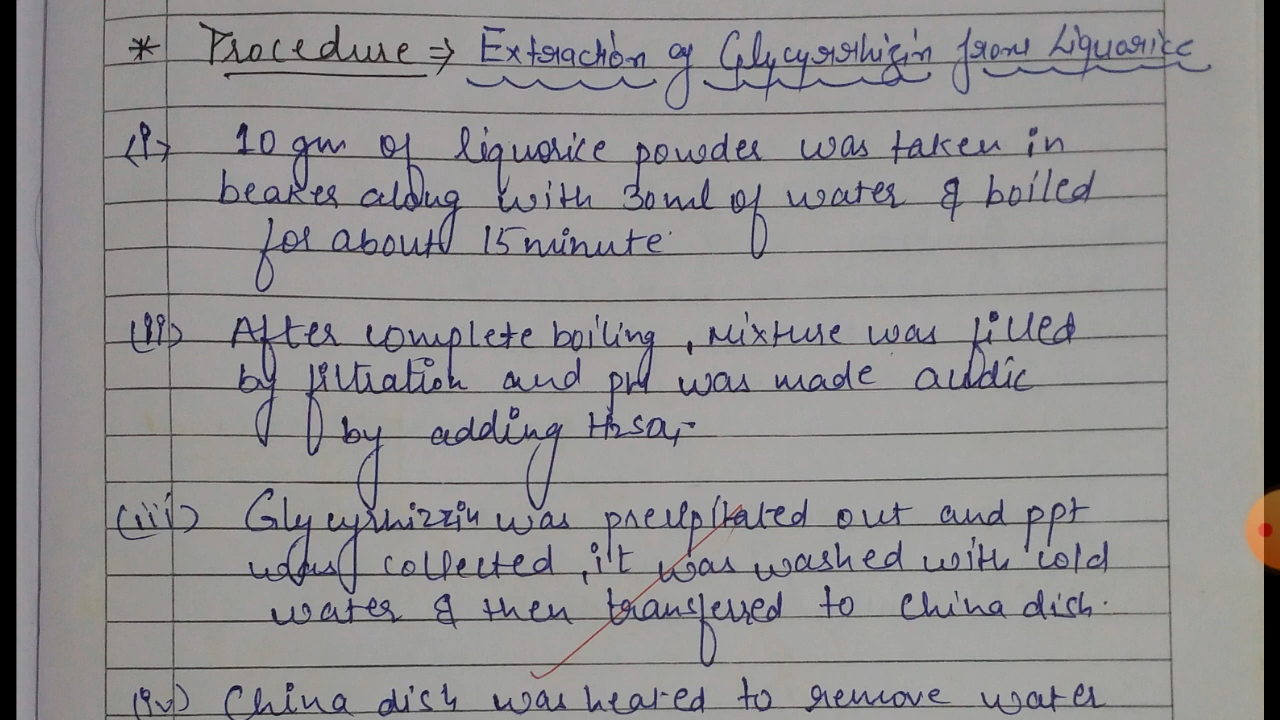 * Procedure ⇒ Extraction of Glycyrrhizin from Liquorice
(i) 10 gm of liquorice powder was taken in
beaker along with 30ml of water & boiled
for about 15 minute
(ii) After complete boiling, Mixture was filled
by filtration and pH was made acidic
by adding H2SO4-
(iii) Glycyrhizzin was precipitated out and ppt
was collected, it was washed with cold
water & then transferred to China dish.
(iv) China dish was heated to remove water